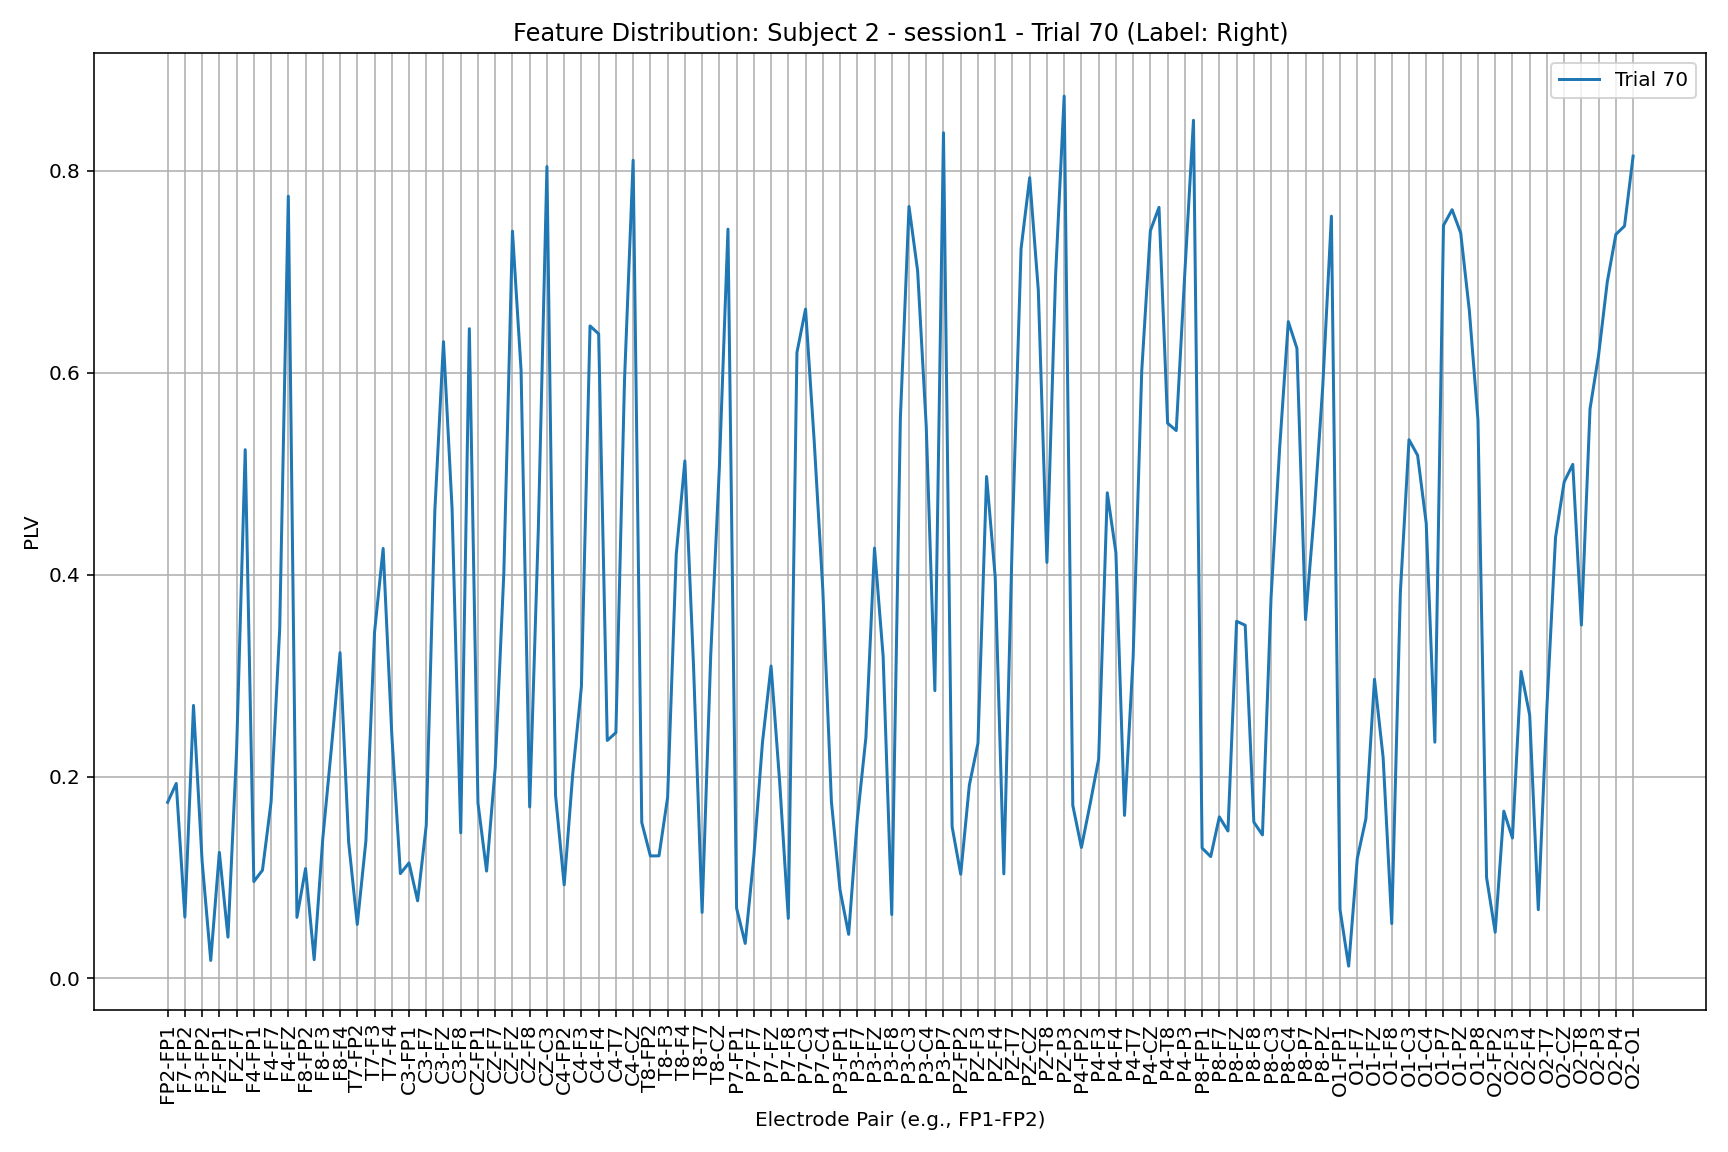 Feature Distribution: Subject 2 - session1 - Trial 70 (Label: Right)
Trial 70
PLV
0.8
0.6
0.4
0.2
0.0
FP2-FP1
F7-FP2
F3-FP2
FZ-FP1
FZ-F7
F4-FP1
F4-F7
F4-FZ
F8-FP2
F8-F3
F8-F4
T7-FP2
T7-F3
T7-F4
C3-FP1
C3-F7
C3-FZ
C3-F8
CZ-FP1
CZ-F7
CZ-FZ
CZ-F8
CZ-C3
C4-FP2
C4-F3
C4-F4
C4-T7
C4-CZ
T8-FP2
T8-F3
T8-F4
T8-T7
T8-CZ
P7-FP1
P7-F7
P7-FZ
P7-F8
P7-C3
P7-C4
P3-FP1
P3-F7
P3-FZ
P3-F8
P3-C3
P3-C4
P3-P7
PZ-FP2
PZ-F3
PZ-F4
PZ-T7
PZ-CZ
PZ-T8
PZ-P3
P4-FP2
P4-F3
P4-F4
P4-T7
P4-CZ
P4-T8
P4-P3
P8-FP1
P8-F7
P8-FZ
P8-F8
P8-C3
P8-C4
P8-P7
P8-PZ
O1-FP1
O1-F7
O1-FZ
O1-F8
O1-C3
O1-C4
O1-P7
O1-PZ
O1-P8
O2-FP2
O2-F3
O2-F4
O2-T7
O2-CZ
O2-T8
O2-P3
O2-P4
O2-O1
Electrode Pair (e.g., FP1-FP2)